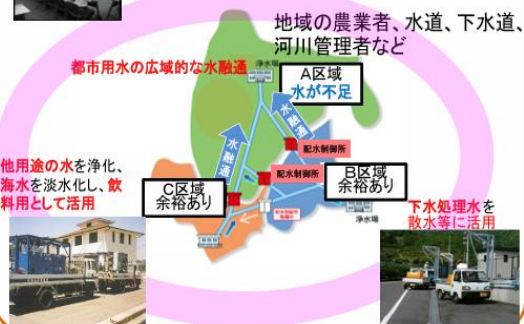 地域の農業者、水道、下水道、
河川管理者など
都市用水の広域的な水融通
浄水場
A区域
水が不足
水融通
水融通
配水制御所
配水制御所
他用途の水を浄化、
海水を淡水化し、飲
料用として活用
C区域
余裕あり
B区域
余裕あり
浄水場
下水処理水を
散水等に活用